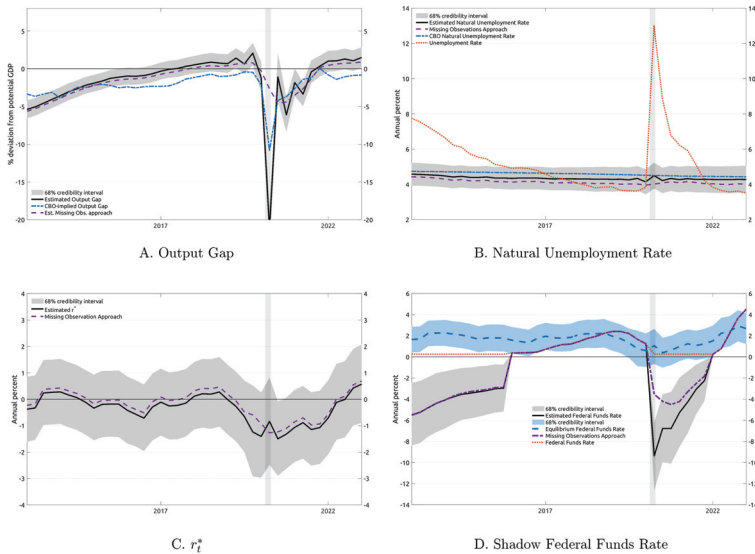 5
0
-5
-10
-15
-20
% deviation from potential GDP
68% credibility interval
Estimated Output Gap
CBO-Implied Output Gap
Est. Missing Obs. approach
5
0
-5
-10
-15
-20
2017
2022
A. Output Gap
14
12
10
8
6
4
2
Annual percent
68% credibility interval
Estimated Natural Unemployment Rate
Missing Observations Approach
CBO Natural Unemployment Rate
Unemployment Rate
14
12
10
8
6
4
2
2017
2022
B. Natural Unemployment Rate
4
3
2
1
0
-1
-2
-3
-4
Annual percent
68% credibility interval
Estimated r*
Missing Observation Approach
4
3
2
1
0
-1
-2
-3
-4
2017
2022
C. r*t
6
4
2
0
-2
-4
-6
-8
-10
-12
-14
Annual percent
68% credibility interval
Estimated Federal Funds Rate
68% credibility interval
Equilibrium Federal Funds Rate
Missing Observations Approach
Federal Funds Rate
6
4
2
0
-2
-4
-6
-8
-10
-12
-14
2017
2022
D. Shadow Federal Funds Rate